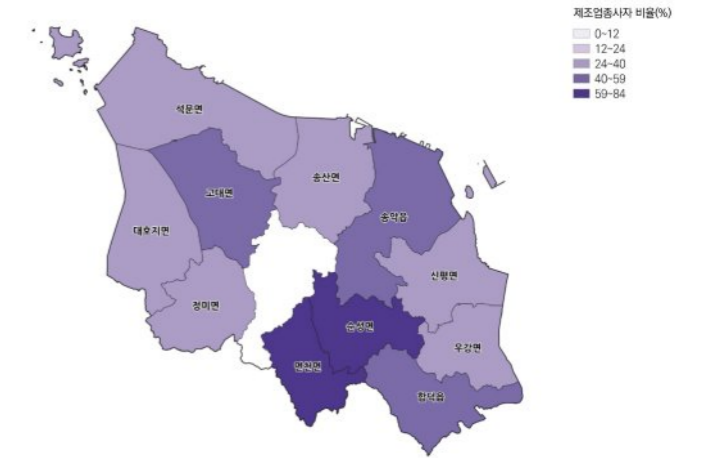 제조업종사자 비율(%)
0~12
12~24
24~40
40~59
59~84
석문면
송산면
고대면
송악읍
대호지면
신평면
정미면
순성면
우강면
면천면
합덕읍